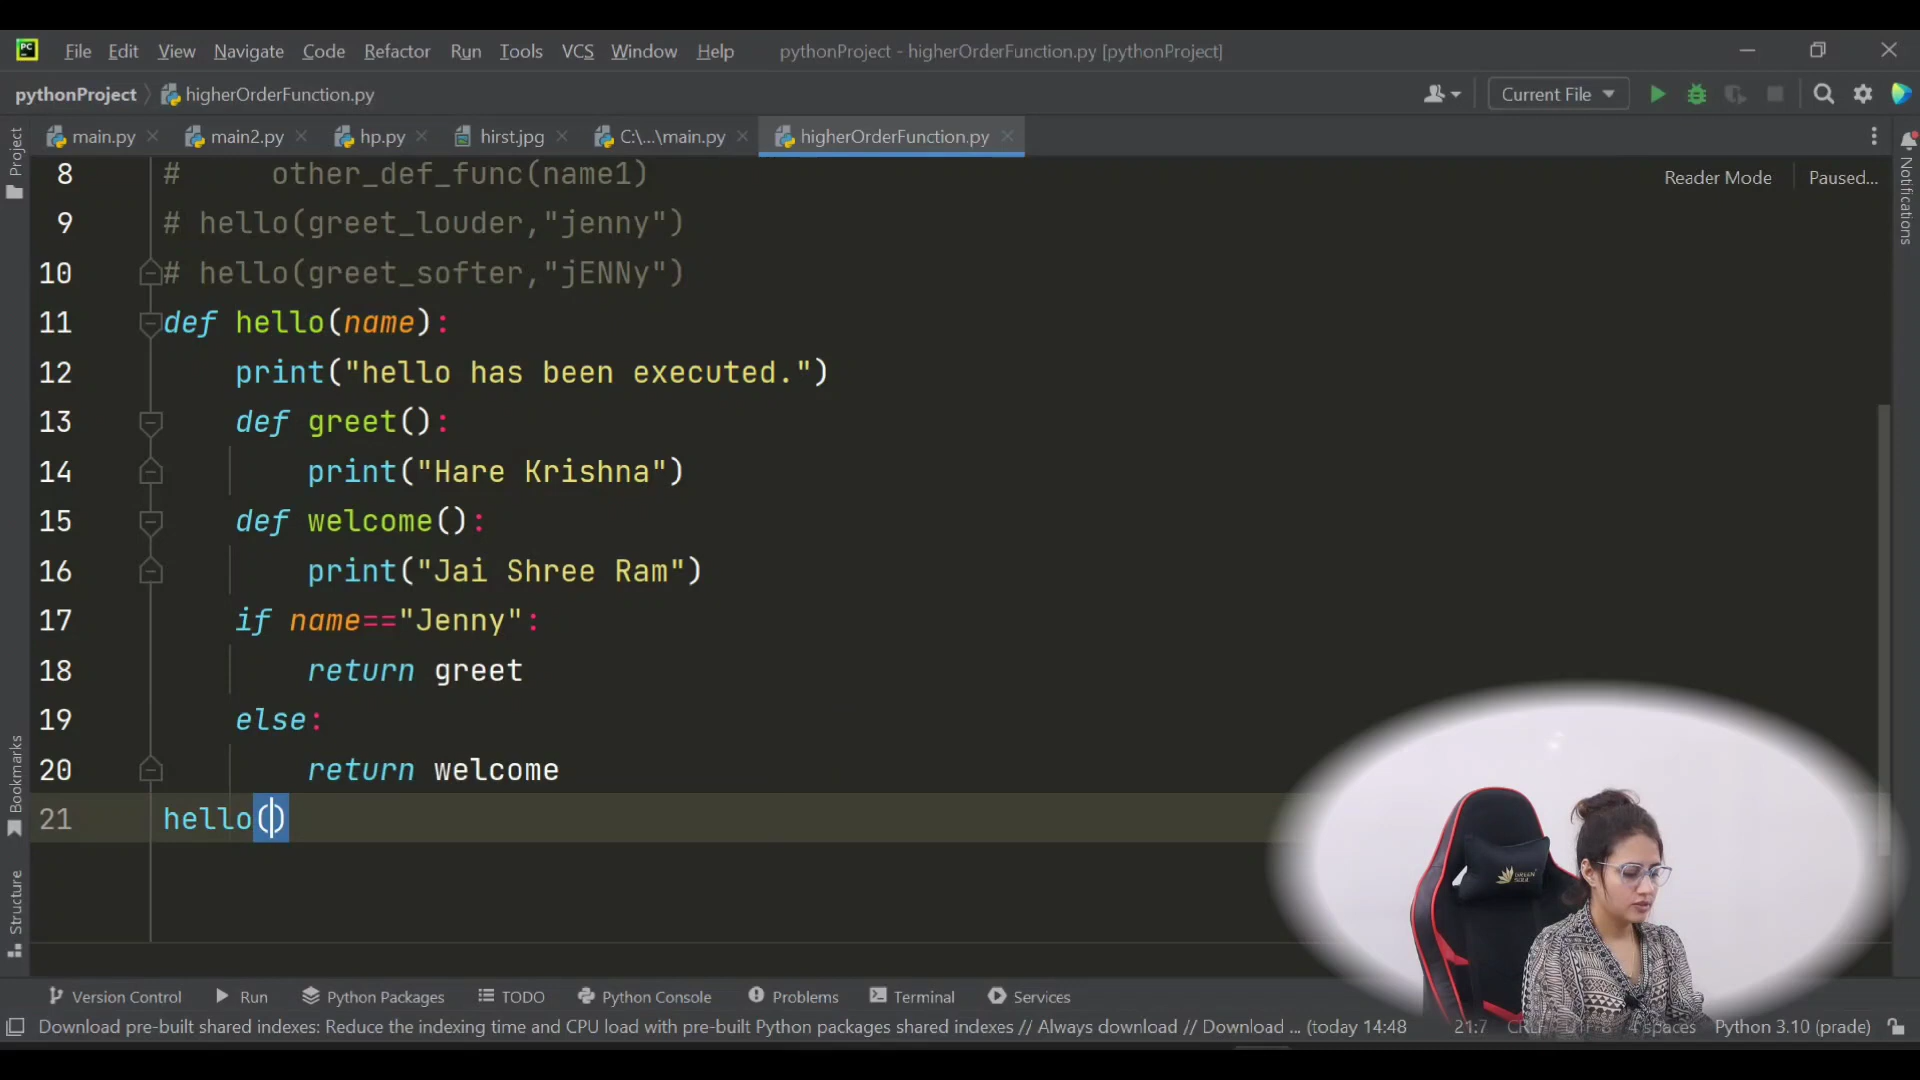 PC File Edit View Navigate Code Refactor Run Tools VCS Window Help pythonProject - higherOrderFunction.py [pythonProject]
pythonProject higherOrderFunction.py Current File
main.py main2.py hp.py hirst.jpg C:\...\main.py higherOrderFunction.py
Project
Notifications
Bookmarks
Structure
Reader Mode Paused...
8 # other_def_func(name1)
9 # hello(greet_louder,"jenny")
10 # hello(greet_softer,"jENNy")
11 def hello(name):
12 print("hello has been executed.")
13 def greet():
14 print("Hare Krishna")
15 def welcome():
16 print("Jai Shree Ram")
17 if name=="Jenny":
18 return greet
19 else:
20 return welcome
21 hello()
GREEN SOUL
Version Control Run Python Packages TODO Python Console Problems Terminal Services
Download pre-built shared indexes: Reduce the indexing time and CPU load with pre-built Python packages shared indexes // Always download // Download ... (today 14:48 21:7 CRLF 4 spaces Python 3.10 (prade)